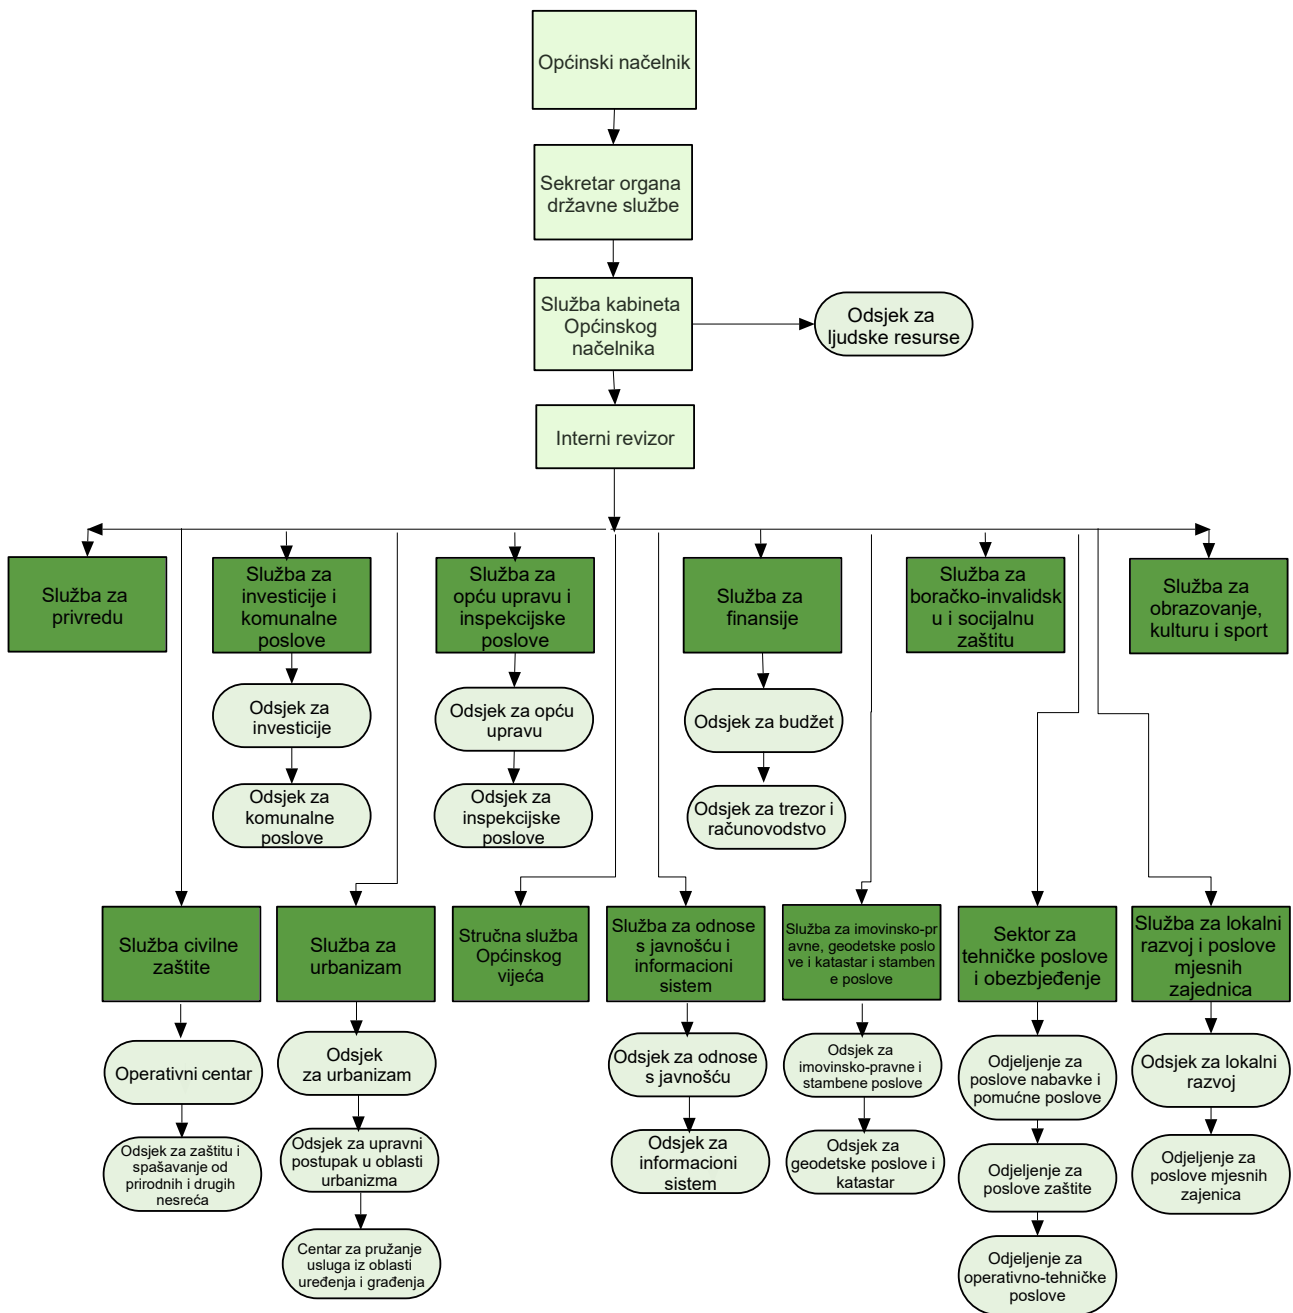 Općinski načelnik
Sekretar organa
državne službe
Služba kabineta
Općinskog
načelnika
Odsjek za
ljudske resurse
Interni revizor
Služba za
privredu
Služba za
investicije i
komunalne
poslove
Služba za
opću upravu i
inspekcijske
poslove
Služba za
finansije
Služba za
boračko-invalidsk
u i socijalnu
zaštitu
Služba za
obrazovanje,
kulturu i sport
Odsjek za
investicije
Odsjek za opću
upravu
Odsjek za budžet
Odsjek za
komunalne
poslove
Odsjek za
inspekcijske
poslove
Odsjek za trezor i
računovodstvo
Služba civilne
zaštite
Služba za
urbanizam
Stručna služba
Općinskog
vijeća
Služba za odnose
s javnošću i
informacioni
sistem
Služba za imovinsko-pr
avne, geodetske poslo
ve i katastar i stamben
e poslove
Sektor za
tehničke poslove
i obezbjeđenje
Služba za lokalni
razvoj i poslove
mjesnih
zajednica
Operativni centar
Odsjek
za urbanizam
Odsjek za odnose
s javnošću
Odsjek za
imovinsko-pravne i
stambene poslove
Odjeljenje za
poslove nabavke i
pomućne poslove
Odsjek za lokalni
razvoj
Odsjek za zaštitu i
spašavanje od
prirodnih i drugih
nesreća
Odsjek za upravni
postupak u oblasti
urbanizma
Odsjek za
informacioni
sistem
Odsjek za
geodetske poslove i
katastar
Odjeljenje za
poslove zaštite
Odjeljenje za
poslove mjesnih
zajenica
Centar za pružanje
usluga iz oblasti
uređenja i građenja
Odjeljenje za
operativno-tehničke
poslove